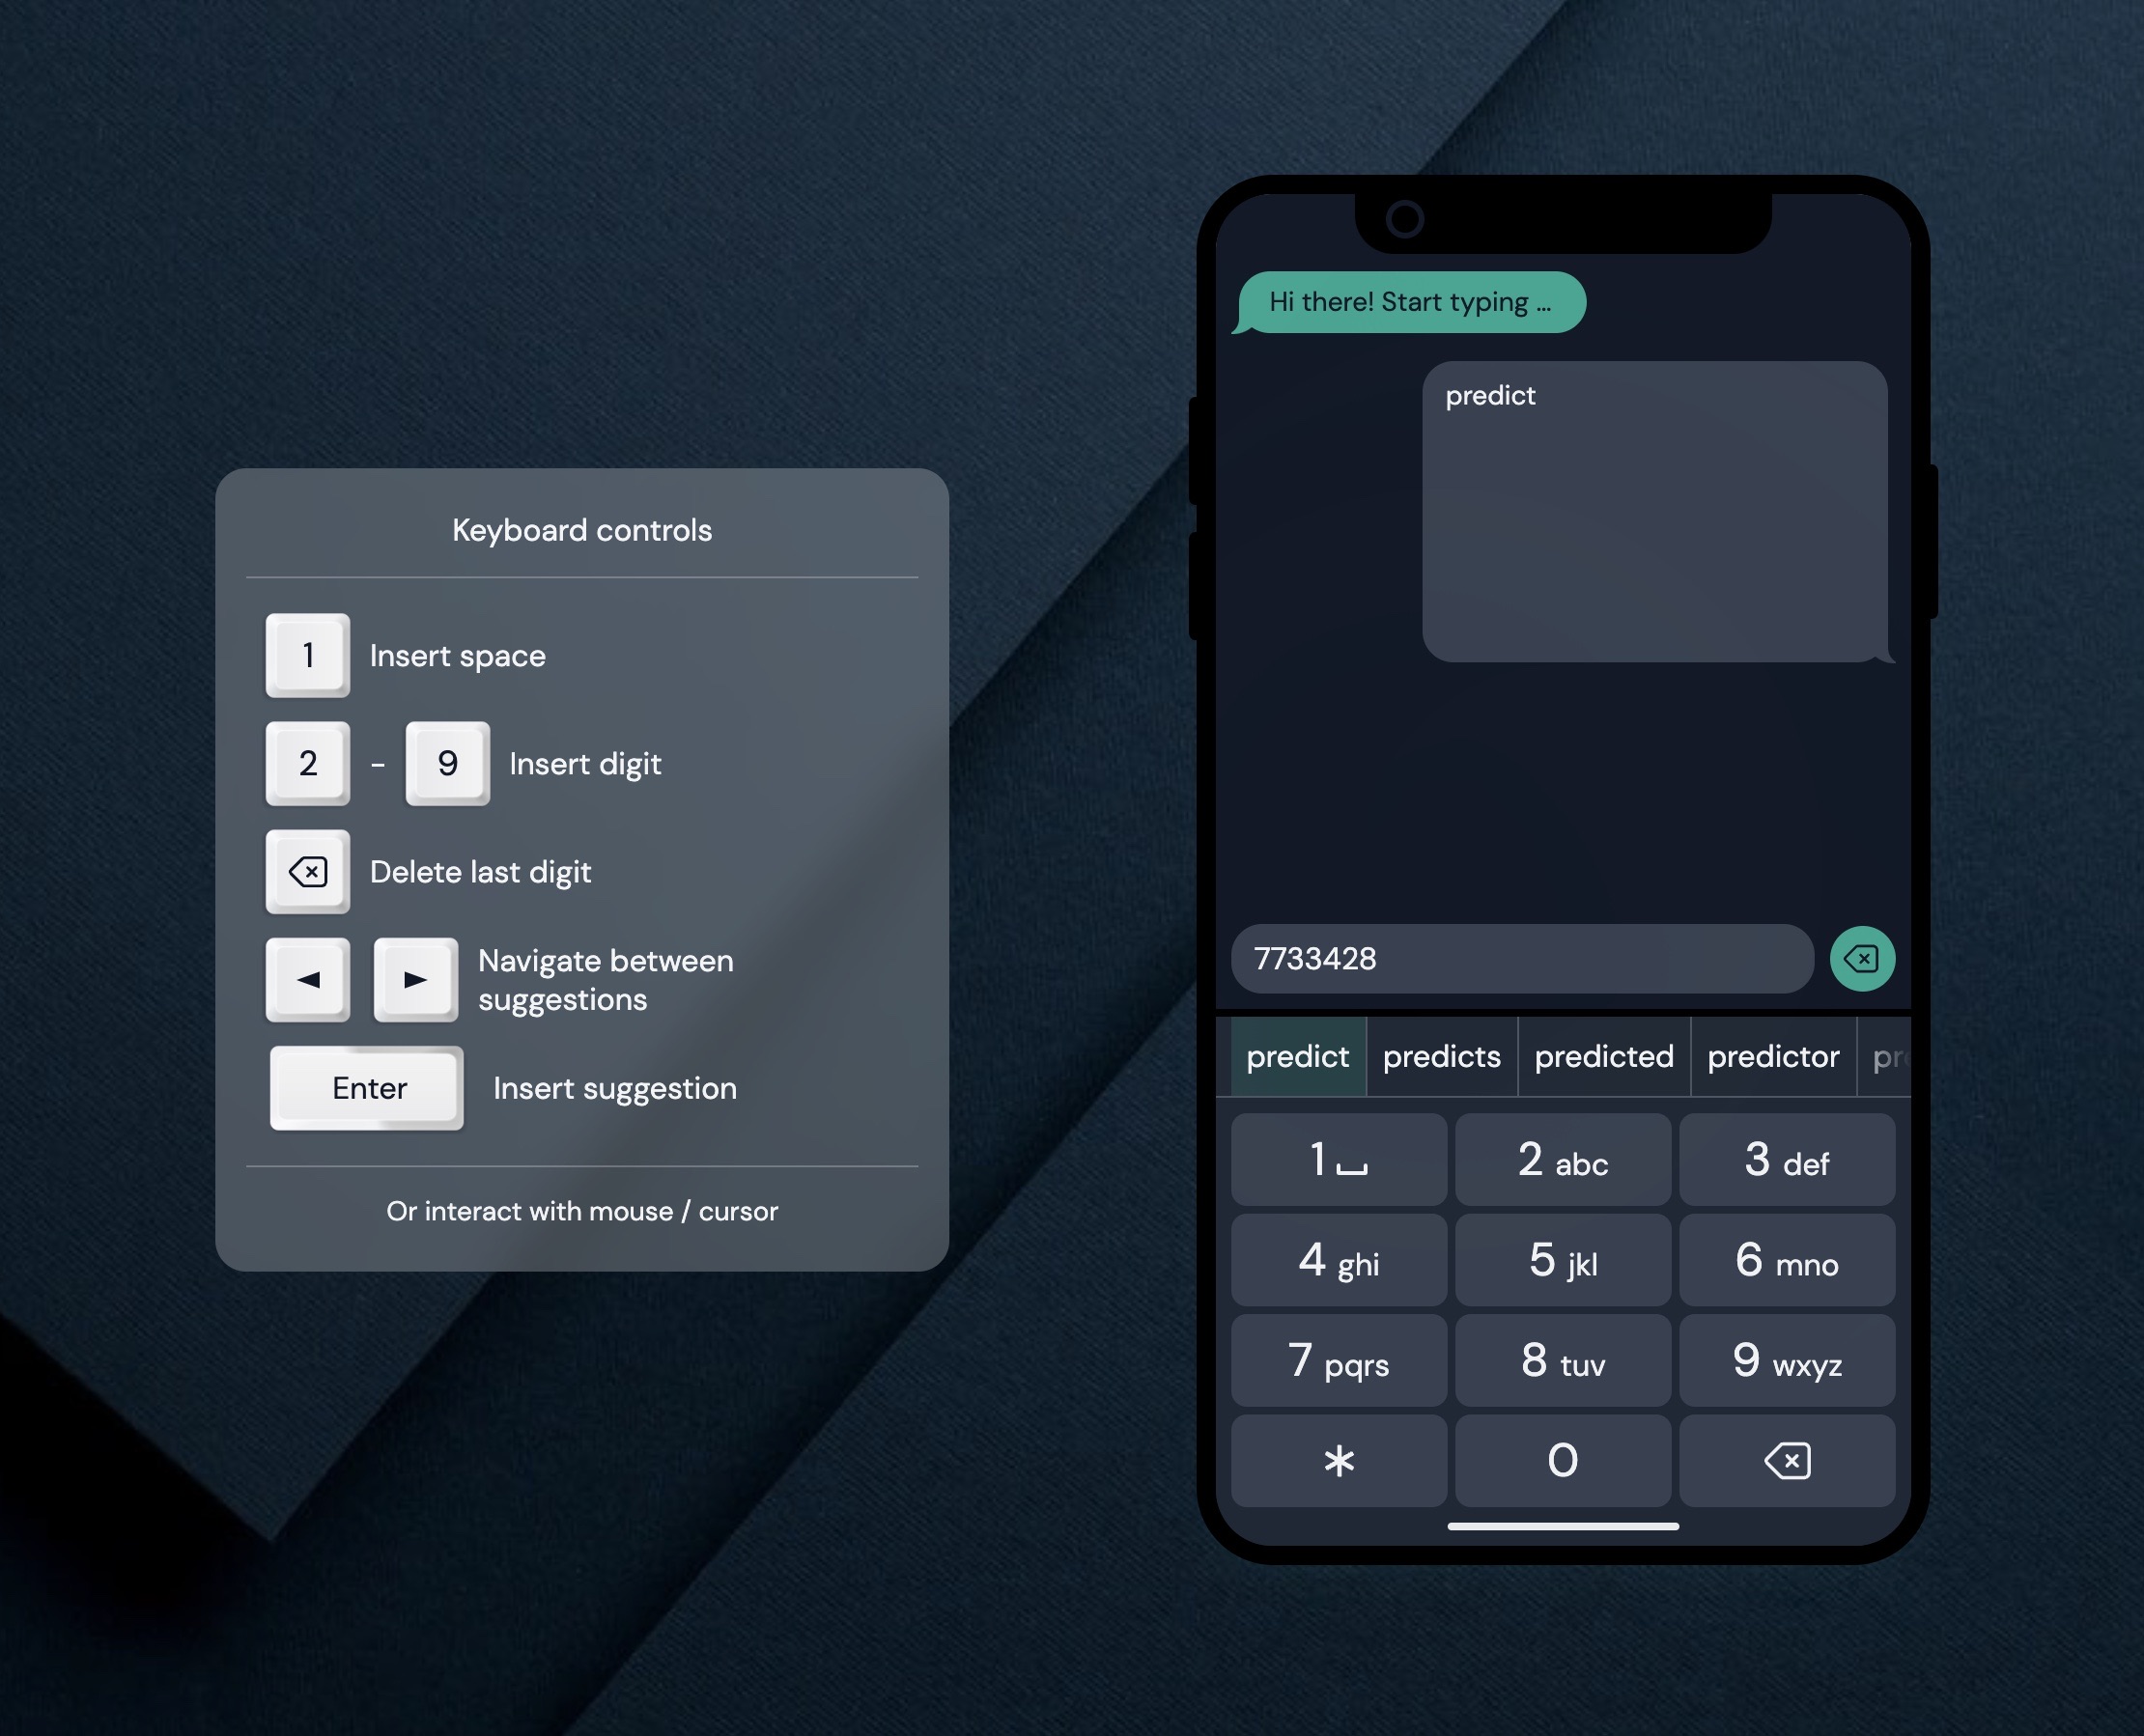 Keyboard controls
1 Insert space
2 - 9 Insert digit
Delete last digit
Navigate between
suggestions
Enter Insert suggestion
Or interact with mouse / cursor
Hi there! Start typing ...
predict
7733428
predict predicts predicted predictor
1 2 abc 3 def
4 ghi 5 jkl 6 mno
7 pqrs 8 tuv 9 wxyz
* 0